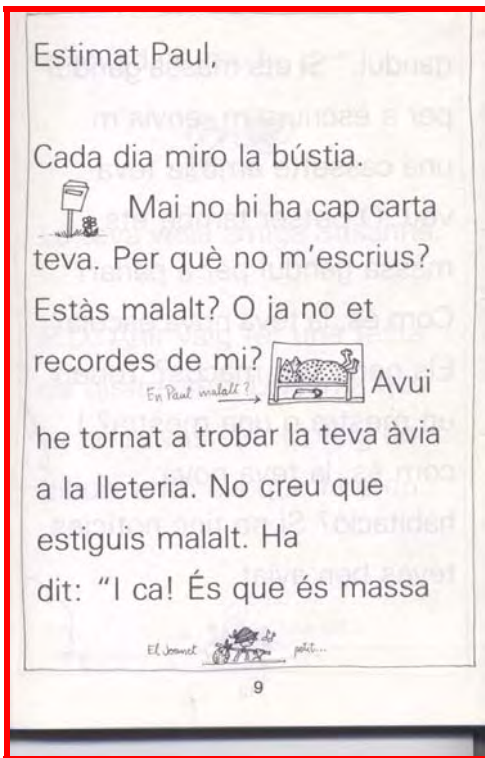 Estimat Paul,
Cada dia miro la bústia.
Mai no hi ha cap carta
teva. Per què no m'escrius?
Estàs malalt? O ja no et
recordes de mi?
En Paul malalt?
Avui
he tornat a trobar la teva àvia
a la lleteria. No creu que
estiguis malalt. Ha
dit: "I ca! És que és massa
El Joanet petit...
9